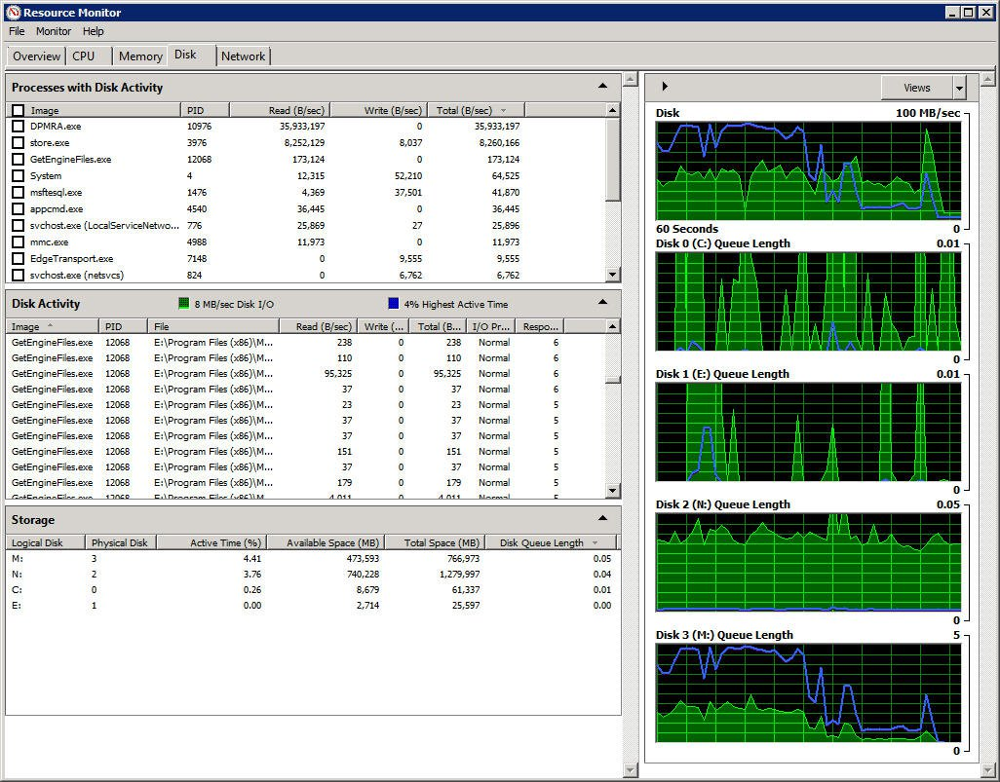 Resource Monitor
File Monitor Help
Overview CPU Memory Disk Network
Processes with Disk Activity
Image PID Read (B/sec) Write (B/sec) Total (B/sec)
DPMRA.exe 10976 35,933,197 0 35,933,197
store.exe 3976 8,252,129 8,037 8,260,166
GetEngineFiles.exe 12068 173,124 0 173,124
System 4 12,315 52,210 64,525
msftesql.exe 1476 4,369 37,501 41,870
appcmd.exe 4540 36,445 0 36,445
svchost.exe (LocalServiceNetwo... 776 25,869 27 25,896
mmc.exe 4988 11,973 0 11,973
EdgeTransport.exe 7148 0 9,555 9,555
svchost.exe (netsvcs) 824 0 6,762 6,762
Disk Activity 8 MB/sec Disk I/O 4% Highest Active Time
Image PID File Read (B/sec) Write (... Total (B... I/O Pr... Respo...
GetEngineFiles.exe 12068 E:\Program Files (x86)\M... 238 0 238 Normal 6
GetEngineFiles.exe 12068 E:\Program Files (x86)\M... 110 0 110 Normal 6
GetEngineFiles.exe 12068 E:\Program Files (x86)\M... 95,325 0 95,325 Normal 6
GetEngineFiles.exe 12068 E:\Program Files (x86)\M... 37 0 37 Normal 6
GetEngineFiles.exe 12068 E:\Program Files (x86)\M... 23 0 23 Normal 5
GetEngineFiles.exe 12068 E:\Program Files (x86)\M... 37 0 37 Normal 5
GetEngineFiles.exe 12068 E:\Program Files (x86)\M... 37 0 37 Normal 5
GetEngineFiles.exe 12068 E:\Program Files (x86)\M... 151 0 151 Normal 5
GetEngineFiles.exe 12068 E:\Program Files (x86)\M... 37 0 37 Normal 5
GetEngineFiles.exe 12068 E:\Program Files (x86)\M... 179 0 179 Normal 5
GetEngineFiles.exe 12068 E:\Program Files (x86)\M... 4,011 0 4,011 Normal 5
Storage
Logical Disk Physical Disk Active Time (%) Available Space (MB) Total Space (MB) Disk Queue Length
M: 3 4.41 473,593 766,973 0.05
N: 2 3.76 740,228 1,279,997 0.04
C: 0 0.26 8,679 61,337 0.01
E: 1 0.00 2,714 25,597 0.00
Views
Disk 100 MB/sec
60 Seconds 0
Disk 0 (C:) Queue Length 0.01
0
Disk 1 (E:) Queue Length 0.01
0
Disk 2 (N:) Queue Length 0.05
0
Disk 3 (M:) Queue Length 5
0